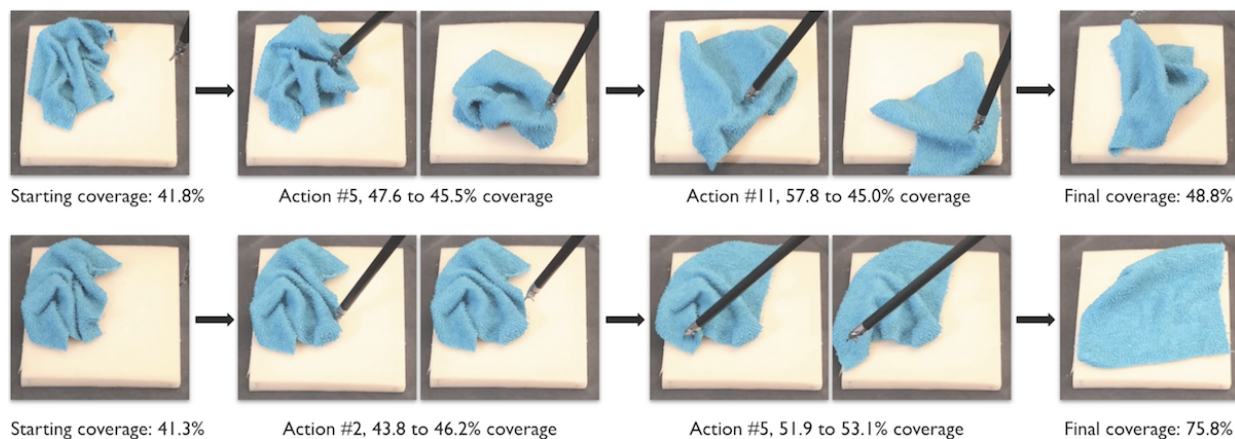 Starting coverage: 41.8%
Action #5, 47.6 to 45.5% coverage
Action #11, 57.8 to 45.0% coverage
Final coverage: 48.8%
Starting coverage: 41.3%
Action #2, 43.8 to 46.2% coverage
Action #5, 51.9 to 53.1% coverage
Final coverage: 75.8%